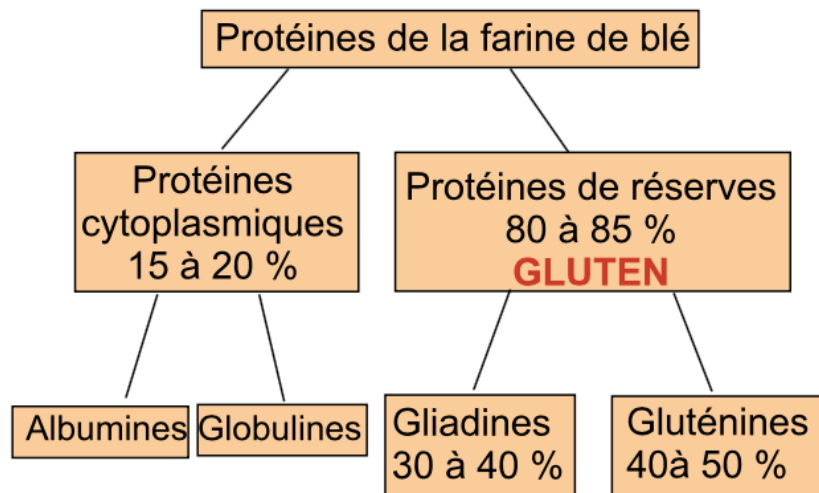 Protéines de la farine de blé
Protéines
cytoplasmiques
15 à 20 %
Protéines de réserves
80 à 85 %
GLUTEN
Albumines
Globulines
Gliadines
30 à 40 %
Gluténines
40à 50 %